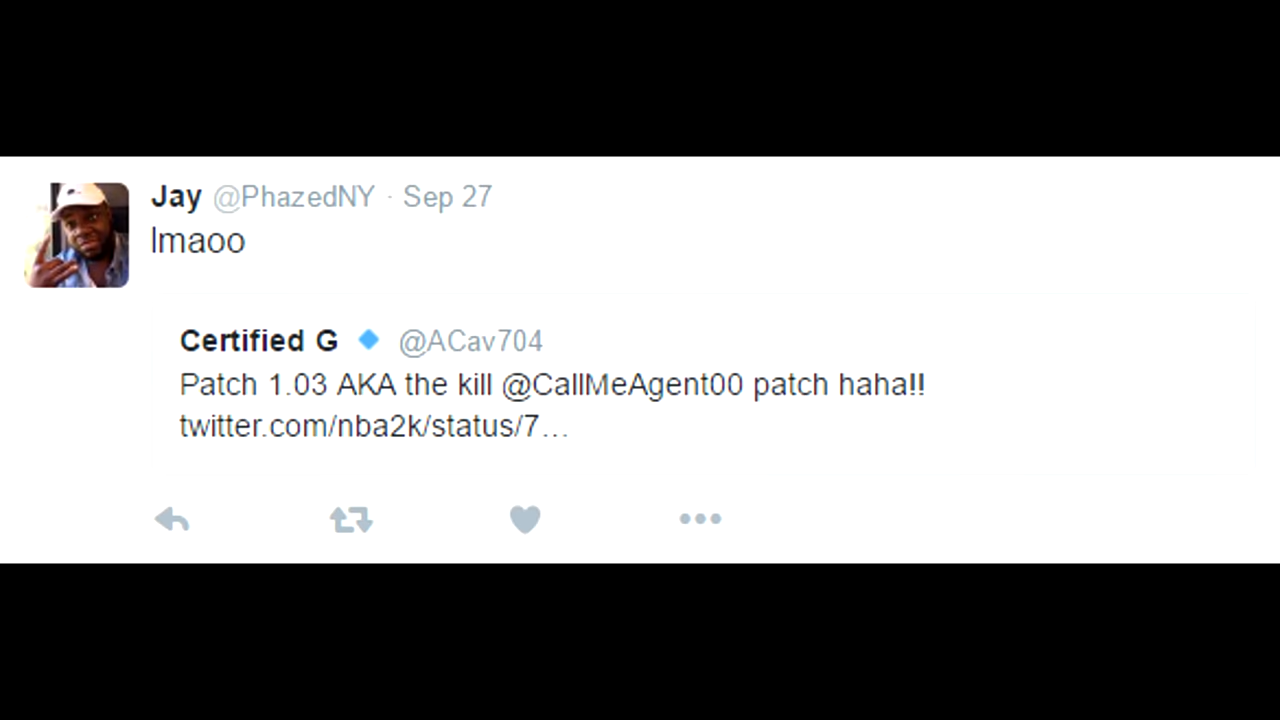 Jay @PhazedNY · Sep 27
lmaoo
Certified G 🔹 @ACav704
Patch 1.03 AKA the kill @CallMeAgent00 patch haha!!
twitter.com/nba2k/status/7…